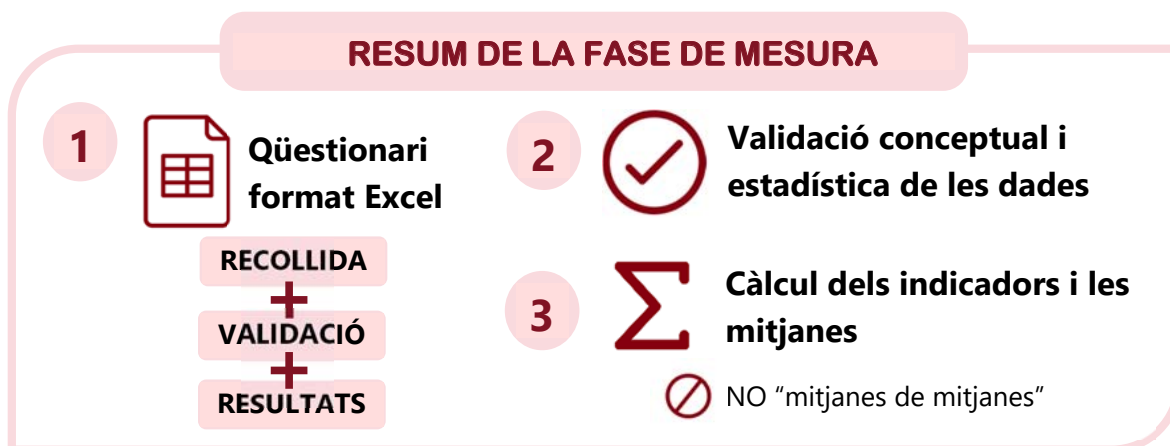 RESUM DE LA FASE DE MESURA
1
Qüestionari
format Excel
RECOLLIDA
+
VALIDACIÓ
+
RESULTATS
2
Validació conceptual i
estadística de les dades
3
Σ
Càlcul dels indicadors i les
mitjanes
NO “mitjanes de mitjanes”